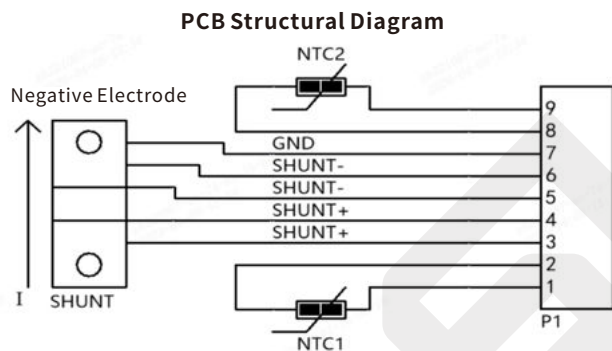 PCB Structural Diagram
NTC2
Negative Electrode
9
8
GND
7
SHUNT-
6
SHUNT-
5
SHUNT+
4
SHUNT+
3
2
1
I
SHUNT
P1
NTC1